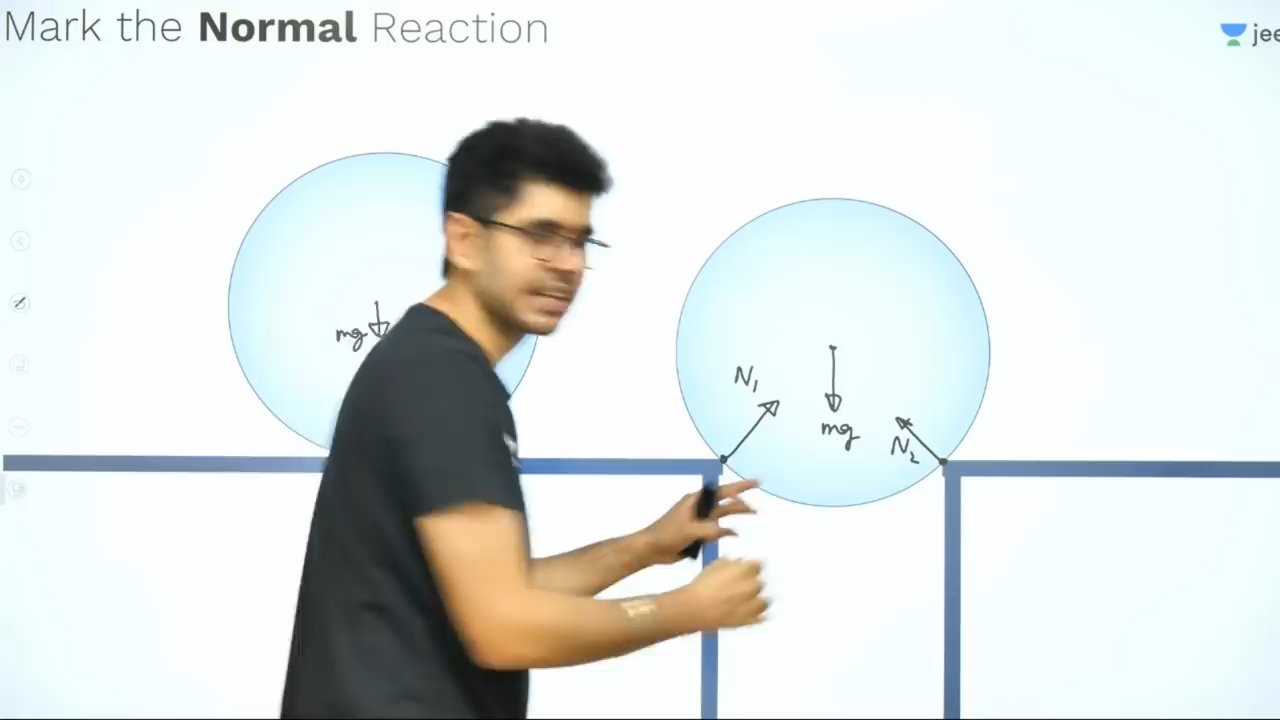 Mark the Normal Reaction
jee
mg
N₁
mg
N₂